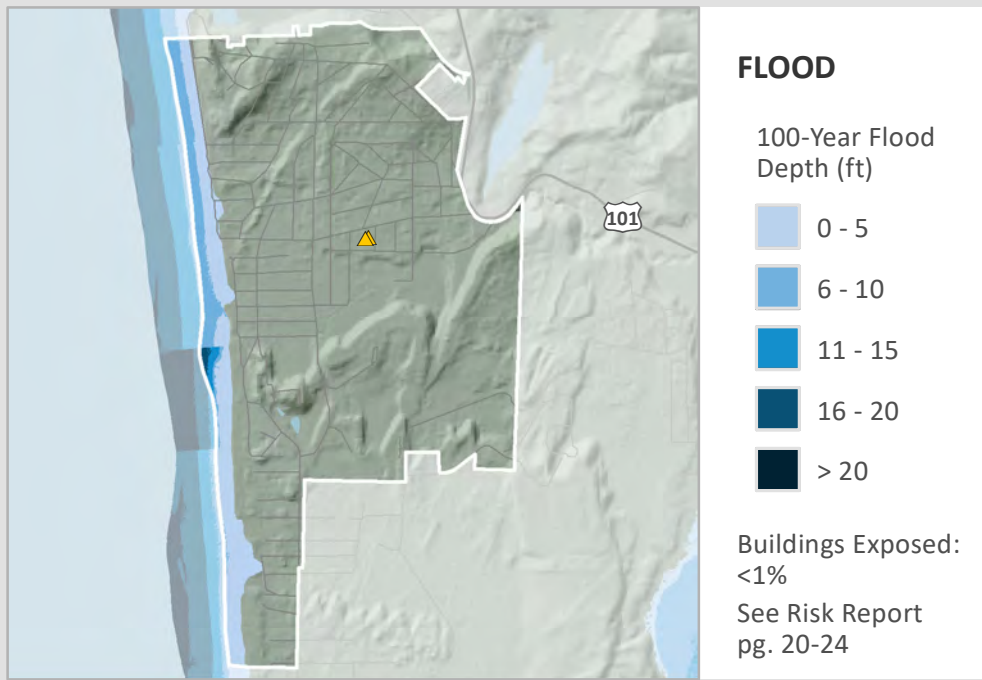 FLOOD
100-Year Flood
Depth (ft)
0 - 5
6 - 10
11 - 15
16 - 20
> 20
101
Buildings Exposed:
<1%
See Risk Report
pg. 20-24